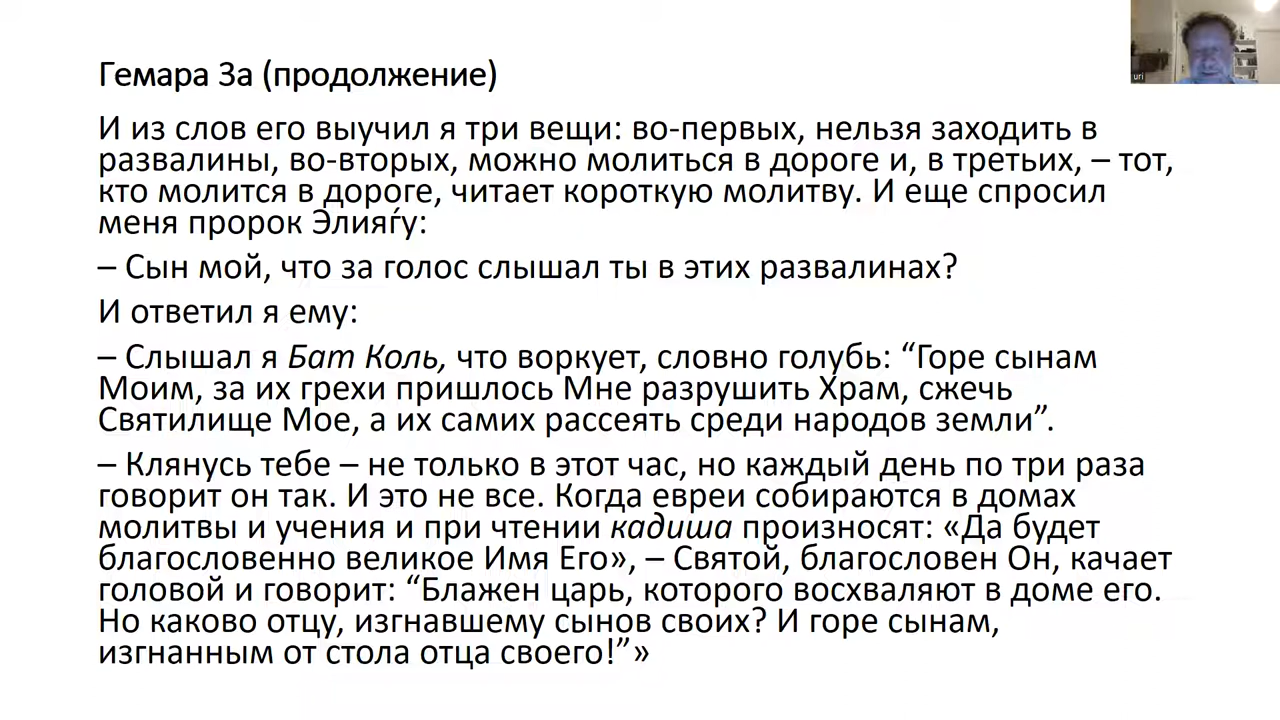 Гемара 3а (продолжение)
И из слов его выучил я три вещи: во-первых, нельзя заходить в
развалины, во-вторых, можно молиться в дороге и, в третьих, – тот,
кто молится в дороге, читает короткую молитву. И еще спросил
меня пророк Элияѓу:
– Сын мой, что за голос слышал ты в этих развалинах?
И ответил я ему:
– Слышал я Бат Коль, что воркует, словно голубь: “Горе сынам
Моим, за их грехи пришлось Мне разрушить Храм, сжечь
Святилище Мое, а их самих рассеять среди народов земли”.
– Клянусь тебе – не только в этот час, но каждый день по три раза
говорит он так. И это не все. Когда евреи собираются в домах
молитвы и учения и при чтении кадиша произносят: «Да будет
благословенно великое Имя Его», – Святой, благословен Он, качает
головой и говорит: “Блажен царь, которого восхваляют в доме его.
Но каково отцу, изгнавшему сынов своих? И горе сынам,
изгнанным от стола отца своего!”»
uri